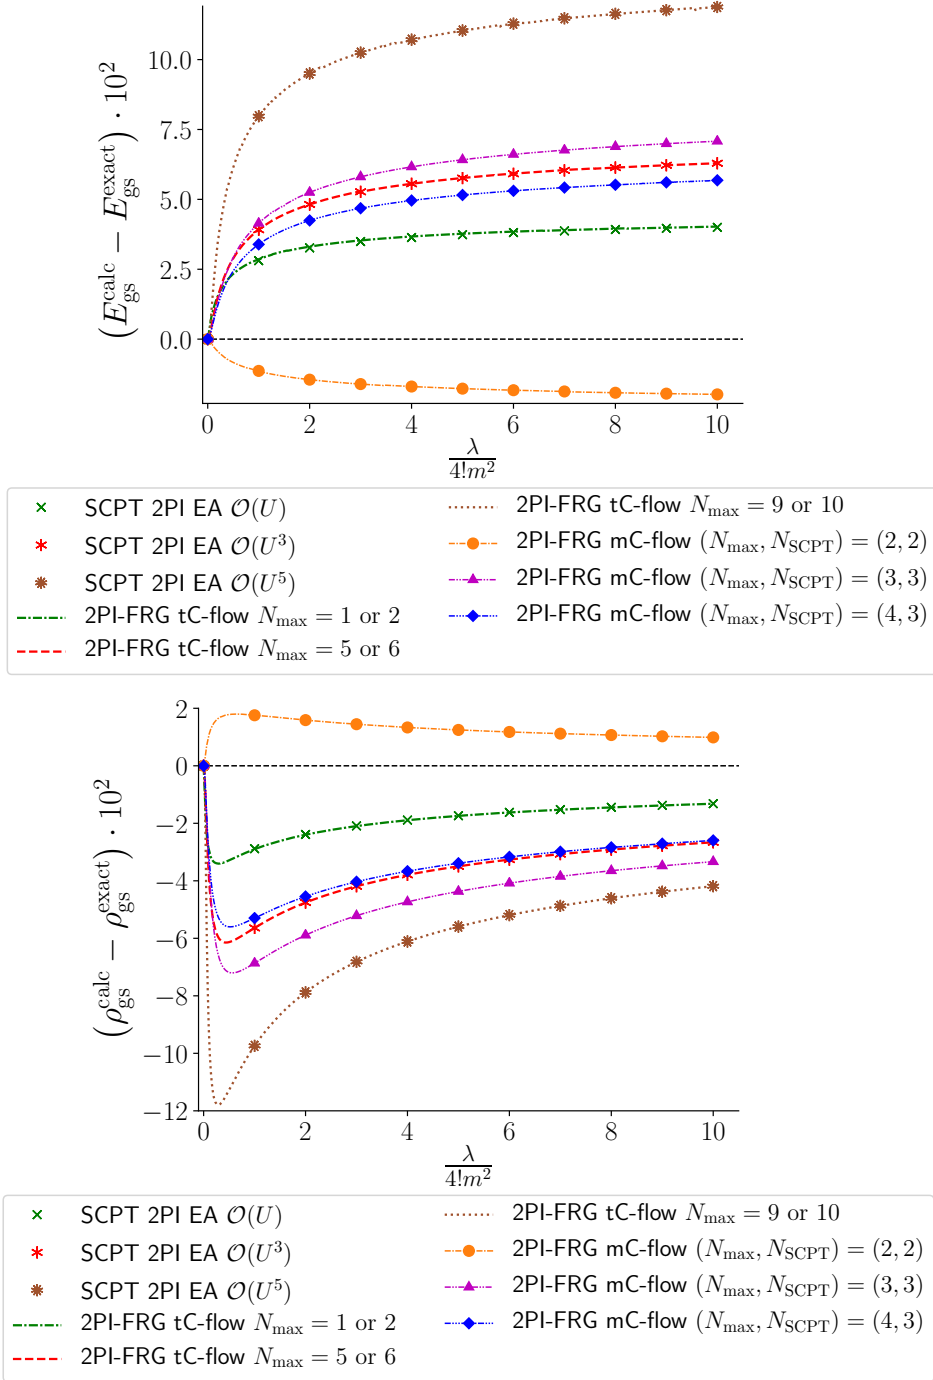 (E_gs^calc − E_gs^exact) · 10^2
10.0
7.5
5.0
2.5
0.0
0 2 4 6 8 10
λ/4!m^2
SCPT 2PI EA O(U)
SCPT 2PI EA O(U^3)
SCPT 2PI EA O(U^5)
2PI-FRG tC-flow N_max = 1 or 2
2PI-FRG tC-flow N_max = 5 or 6
2PI-FRG tC-flow N_max = 9 or 10
2PI-FRG mC-flow (N_max, N_SCPT) = (2, 2)
2PI-FRG mC-flow (N_max, N_SCPT) = (3, 3)
2PI-FRG mC-flow (N_max, N_SCPT) = (4, 3)
(ρ_gs^calc − ρ_gs^exact) · 10^2
2
0
−2
−4
−6
−8
−10
−12
0 2 4 6 8 10
λ/4!m^2
SCPT 2PI EA O(U)
SCPT 2PI EA O(U^3)
SCPT 2PI EA O(U^5)
2PI-FRG tC-flow N_max = 1 or 2
2PI-FRG tC-flow N_max = 5 or 6
2PI-FRG tC-flow N_max = 9 or 10
2PI-FRG mC-flow (N_max, N_SCPT) = (2, 2)
2PI-FRG mC-flow (N_max, N_SCPT) = (3, 3)
2PI-FRG mC-flow (N_max, N_SCPT) = (4, 3)